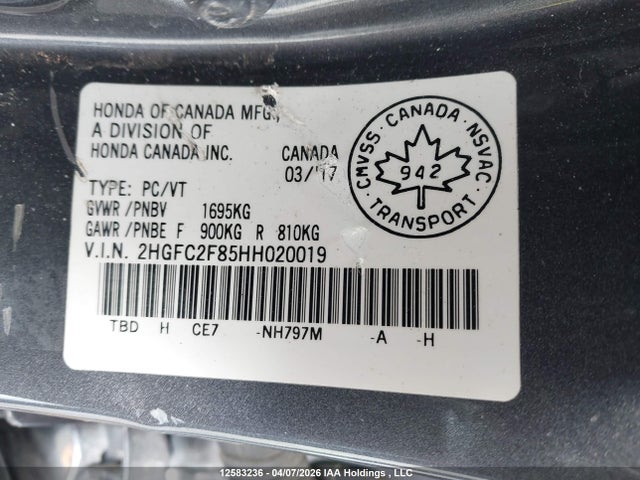 HONDA OF CANADA MFG.,
A DIVISION OF
HONDA CANADA INC. CANADA
03/'17
TYPE: PC/VT
GVWR/PNBV 1695KG
GAWR/PNBE F 900KG R 810KG
V.I.N. 2HGFC2F85HH020019
TBD H CE7 -NH797M -A -H
CMVSS · CANADA · NSVAC
942
· TRANSPORT ·
12583236 - 04/07/2026 IAA Holdings , LLC